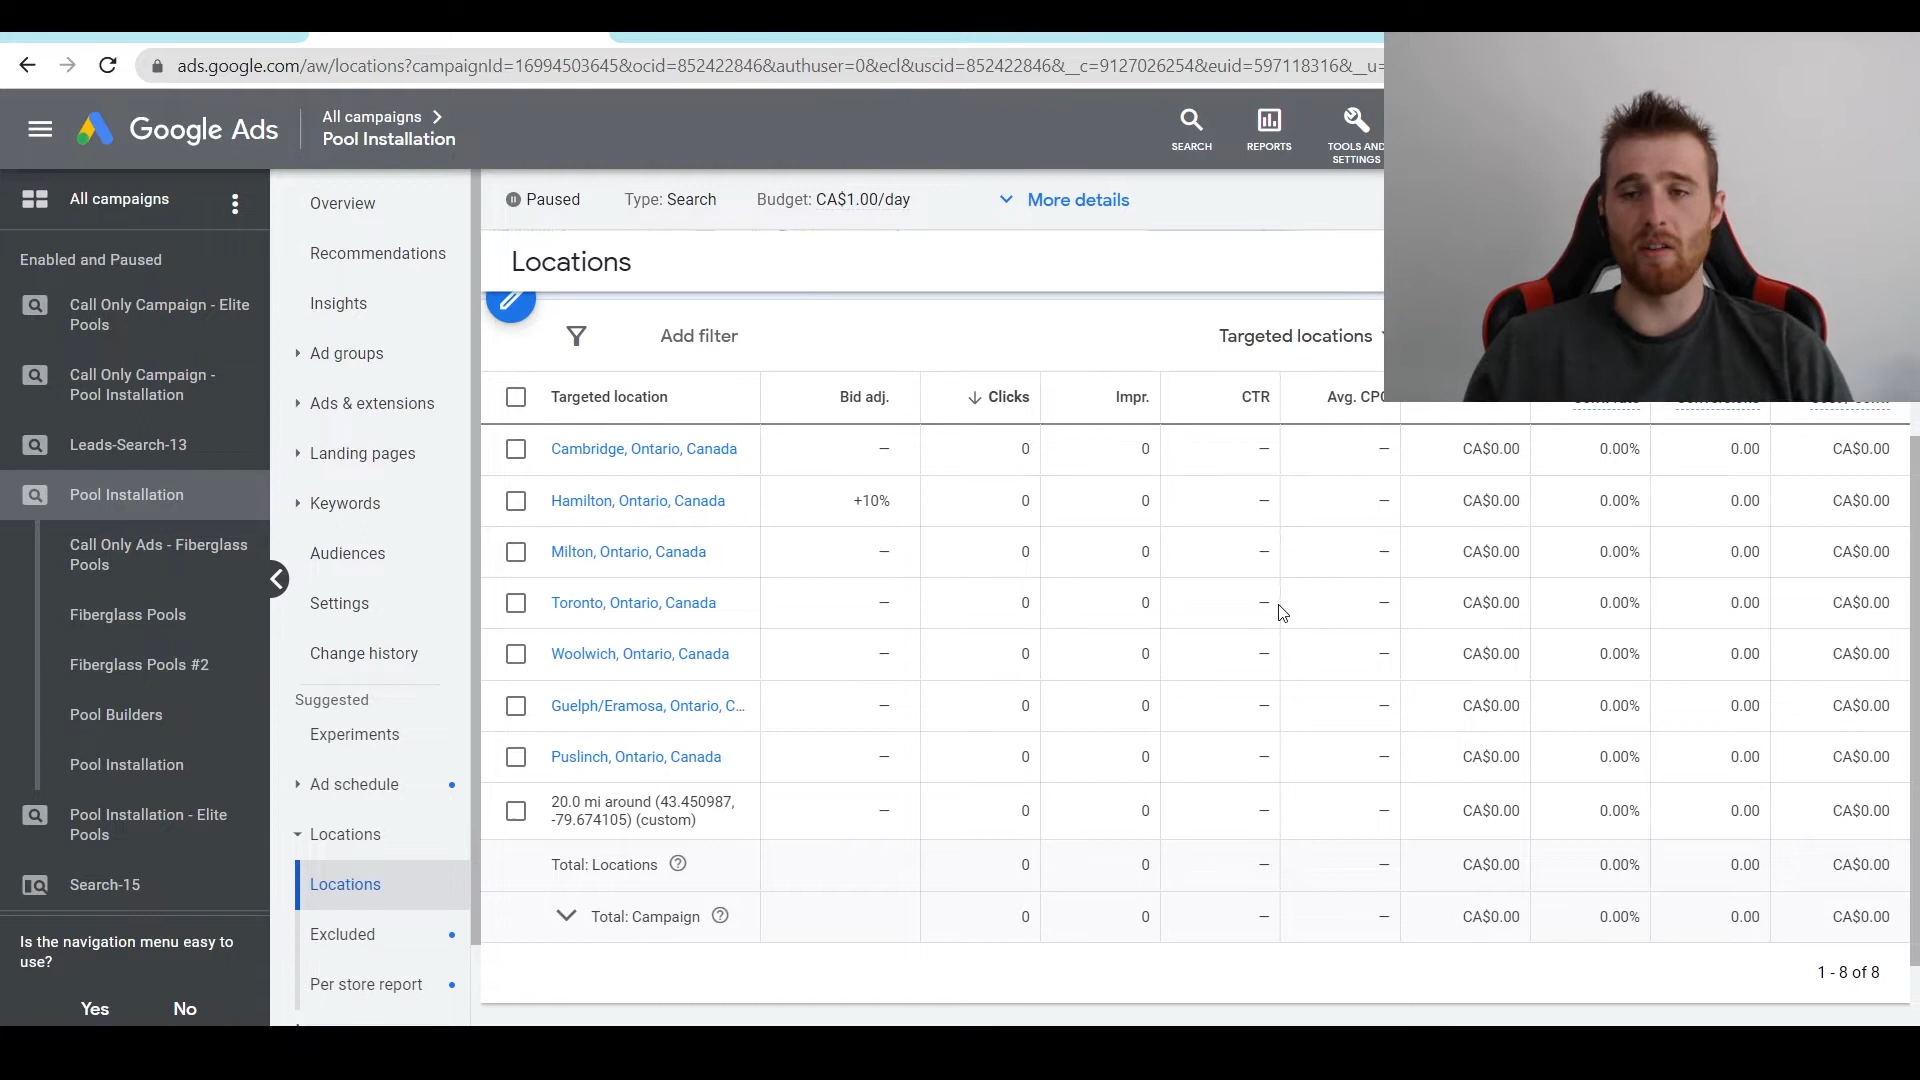 ads.google.com/aw/locations?campaignId=16994503645&ocid=852422846&authuser=0&ecl&uscid=852422846&__c=9127026254&euid=597118316&__u=
Google Ads
All campaigns
Pool Installation
SEARCH
REPORTS
TOOLS AND
SETTINGS
All campaigns
Enabled and Paused
Call Only Campaign - Elite
Pools
Call Only Campaign -
Pool Installation
Leads-Search-13
Pool Installation
Call Only Ads - Fiberglass
Pools
Fiberglass Pools
Fiberglass Pools #2
Pool Builders
Pool Installation
Pool Installation - Elite
Pools
Search-15
Is the navigation menu easy to
use?
Yes No
Overview
Recommendations
Insights
Ad groups
Ads & extensions
Landing pages
Keywords
Audiences
Settings
Change history
Suggested
Experiments
Ad schedule
Locations
Locations
Excluded
Per store report
Paused Type: Search Budget: CA$1.00/day More details
Locations
Add filter Targeted locations
Targeted location Bid adj. Clicks Impr. CTR Avg. CPC
Cambridge, Ontario, Canada — 0 0 — — CA$0.00 0.00% 0.00 CA$0.00
Hamilton, Ontario, Canada +10% 0 0 — — CA$0.00 0.00% 0.00 CA$0.00
Milton, Ontario, Canada — 0 0 — — CA$0.00 0.00% 0.00 CA$0.00
Toronto, Ontario, Canada — 0 0 — — CA$0.00 0.00% 0.00 CA$0.00
Woolwich, Ontario, Canada — 0 0 — — CA$0.00 0.00% 0.00 CA$0.00
Guelph/Eramosa, Ontario, C... — 0 0 — — CA$0.00 0.00% 0.00 CA$0.00
Puslinch, Ontario, Canada — 0 0 — — CA$0.00 0.00% 0.00 CA$0.00
20.0 mi around (43.450987,
-79.674105) (custom) — 0 0 — — CA$0.00 0.00% 0.00 CA$0.00
Total: Locations 0 0 — — CA$0.00 0.00% 0.00 CA$0.00
Total: Campaign 0 0 — — CA$0.00 0.00% 0.00 CA$0.00
1 - 8 of 8